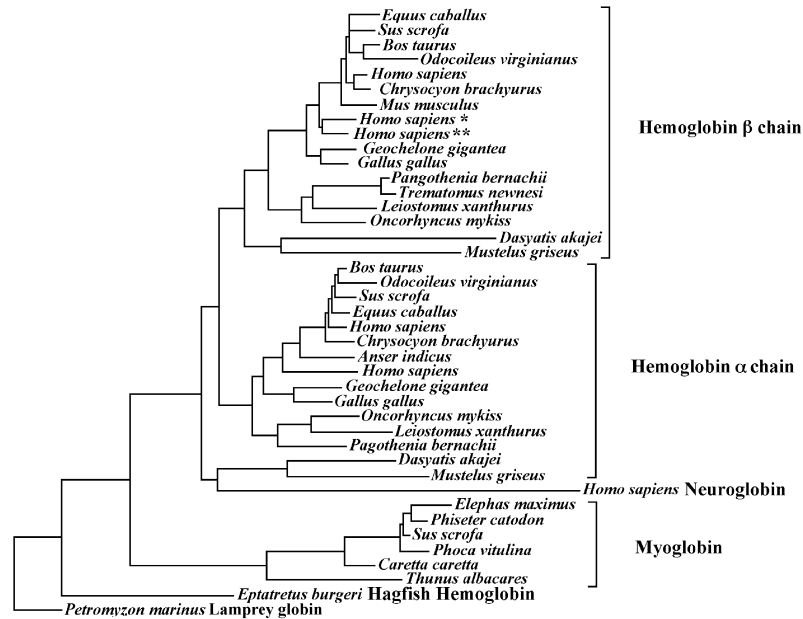 Equus caballus
Sus scrofa
Bos taurus
Odocoileus virginianus
Homo sapiens
Chrysocyon brachyurus
Mus musculus
Homo sapiens *
Homo sapiens **
Geochelone gigantea
Gallus gallus
Pangothenia bernachii
Trematomus newnesi
Leiostomus xanthurus
Oncorhyncus mykiss
Dasyatis akajei
Mustelus griseus
Hemoglobin β chain
Bos taurus
Odocoileus virginianus
Sus scrofa
Equus caballus
Homo sapiens
Chrysocyon brachyurus
Anser indicus
Homo sapiens
Geochelone gigantea
Gallus gallus
Oncorhyncus mykiss
Leiostomus xanthurus
Pagothenia bernachii
Dasyatis akajei
Mustelus griseus
Hemoglobin α chain
Homo sapiens Neuroglobin
Elephas maximus
Phiseter catodon
Sus scrofa
Phoca vitulina
Caretta caretta
Thunus albacares
Myoglobin
Eptatretus burgeri Hagfish Hemoglobin
Petromyzon marinus Lamprey globin